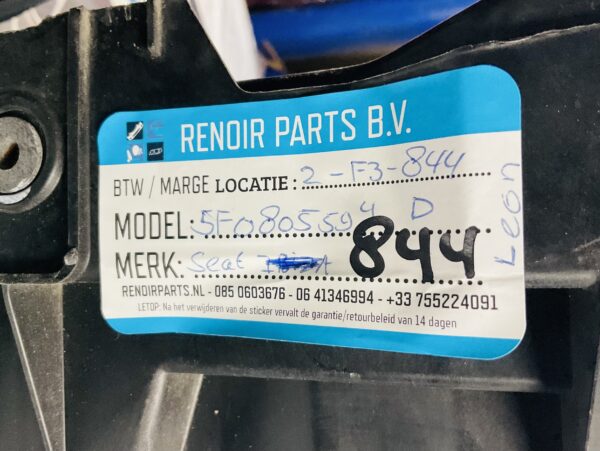 RENOIR PARTS B.V.
BTW / MARGE LOCATIE : 2 - F3 - 844
MODEL: 5F0805594 D
MERK: Seat 844
Leon
RENOIRPARTS.NL - 085 0603676 - 06 41346994 - +33 755224091
LETOP: Na het verwijderen van de sticker vervalt de garantie/retourbeleid van 14 dagen